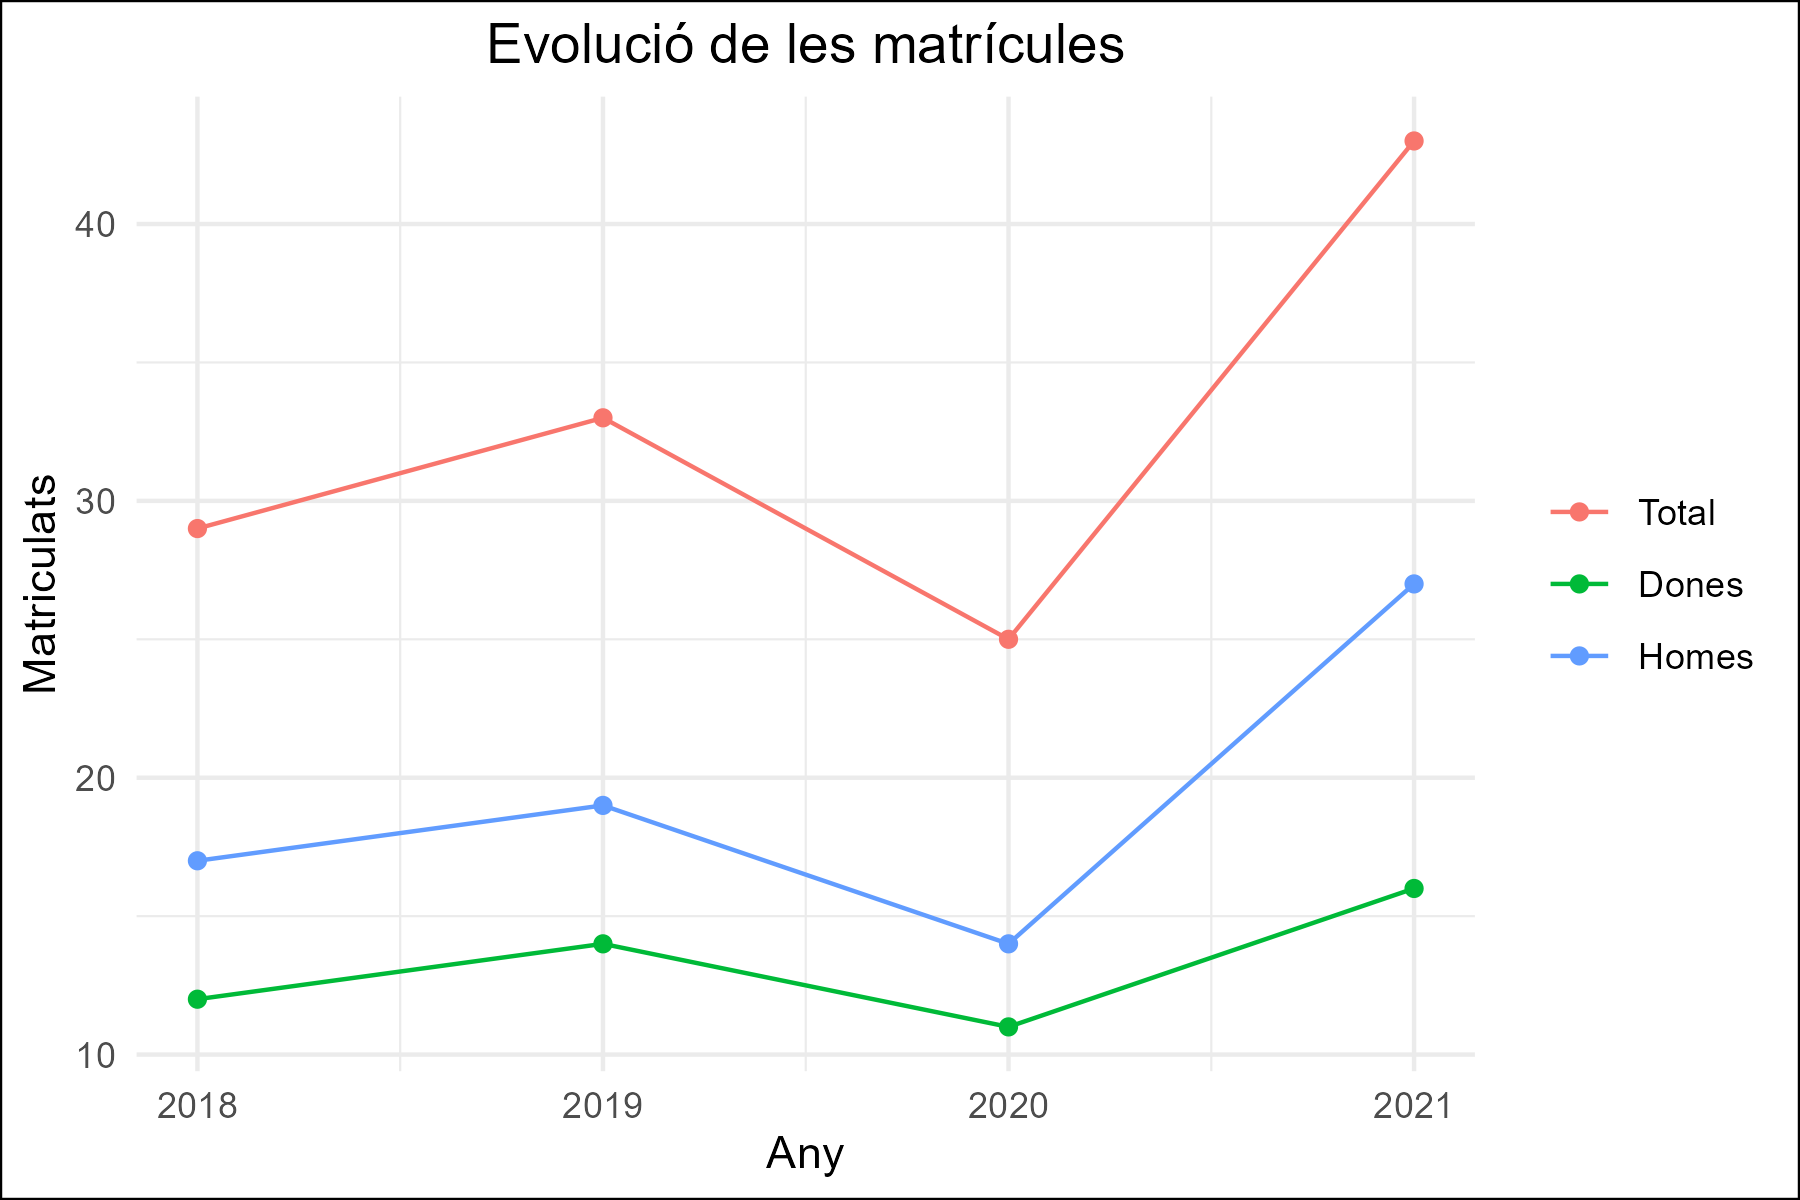 Evolució de les matrícules
Matriculats
40
30
20
10
2018 2019 2020 2021
Any
Total
Dones
Homes